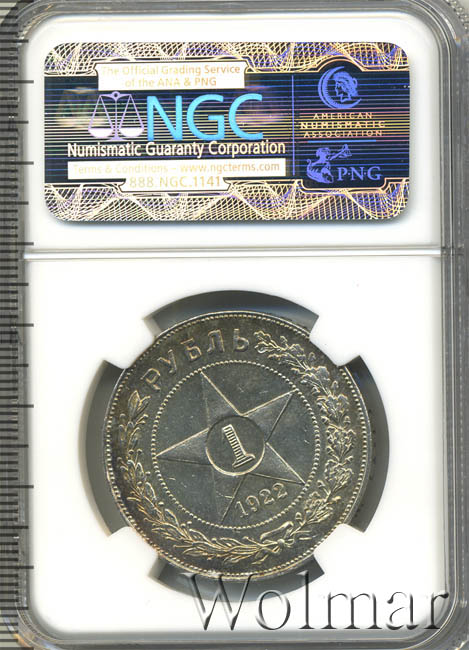 The Official Grading Service
of the ANA & PNG
NGC
Numismatic Guaranty Corporation
Terms & Conditions ~ www.ngcterms.com
888.NGC.1141
AMERICAN
NUMISMATIC
ASSOCIATION
PNG
РУБЛЬ
1
1922
Wolmar